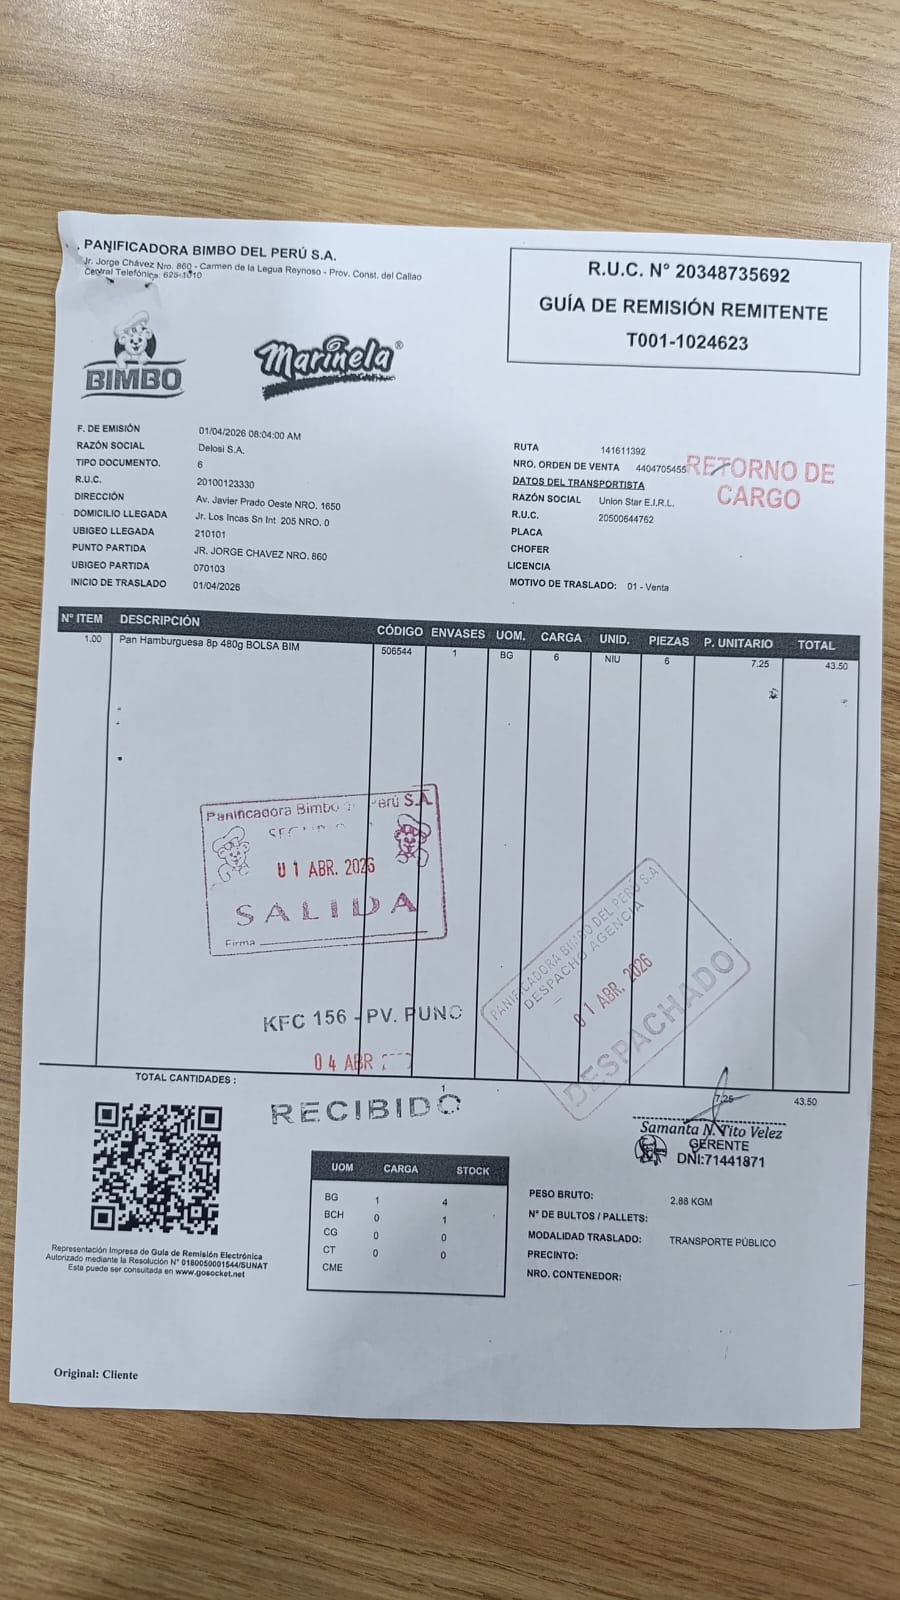 PANIFICADORA BIMBO DEL PERÚ S.A.
Jr. Jorge Chávez Nro. 860 - Carmen de la Legua Reynoso - Prov. Const. del Callao
Central Telefónica: 625-1010
BIMBO
Marinela®
R.U.C. N° 20348735692
GUÍA DE REMISIÓN REMITENTE
T001-1024623
F. DE EMISIÓN 01/04/2026 08:04:00 AM
RAZÓN SOCIAL Delosi S.A.
TIPO DOCUMENTO. 6
R.U.C. 20100123330
DIRECCIÓN Av. Javier Prado Oeste NRO. 1650
DOMICILIO LLEGADA Jr. Los Incas Sn Int 205 NRO. 0
UBIGEO LLEGADA 210101
PUNTO PARTIDA JR. JORGE CHAVEZ NRO. 860
UBIGEO PARTIDA 070103
INICIO DE TRASLADO 01/04/2026
RUTA 141611392
NRO. ORDEN DE VENTA 4404705455
DATOS DEL TRANSPORTISTA
RAZÓN SOCIAL Union Star E.I.R.L.
R.U.C. 20500644762
PLACA
CHOFER
LICENCIA
MOTIVO DE TRASLADO: 01 - Venta
RETORNO DE
CARGO
N° ITEM DESCRIPCIÓN CÓDIGO ENVASES UOM. CARGA UNID. PIEZAS P. UNITARIO TOTAL
1.00 Pan Hamburguesa 8p 480g BOLSA BIM 506544 1 BG 6 NIU 6 7.25 43.50
Panificadora Bimbo Perú S.A.
01 ABR. 2026
SALIDA
Firma
PANIFICADORA BIMBO DEL PERÚ S.A
DESPACHO AGENCIA
01 ABR. 2026
DESPACHADO
KFC 156 - PV. PUNO
04 ABR
RECIBIDO
TOTAL CANTIDADES : 1 7.25 43.50
Samanta N. Tito Velez
GERENTE
DNI:71441871
UOM CARGA STOCK
BG 1 4
BCH 0 1
CG 0 0
CT 0 0
CME
PESO BRUTO: 2.88 KGM
N° DE BULTOS / PALLETS:
MODALIDAD TRASLADO: TRANSPORTE PÚBLICO
PRECINTO:
NRO. CONTENEDOR:
Representación Impresa de Guía de Remisión Electrónica
Autorizado mediante la Resolución N° 0180050001544/SUNAT
Esta puede ser consultada en www.gosocket.net
Original: Cliente